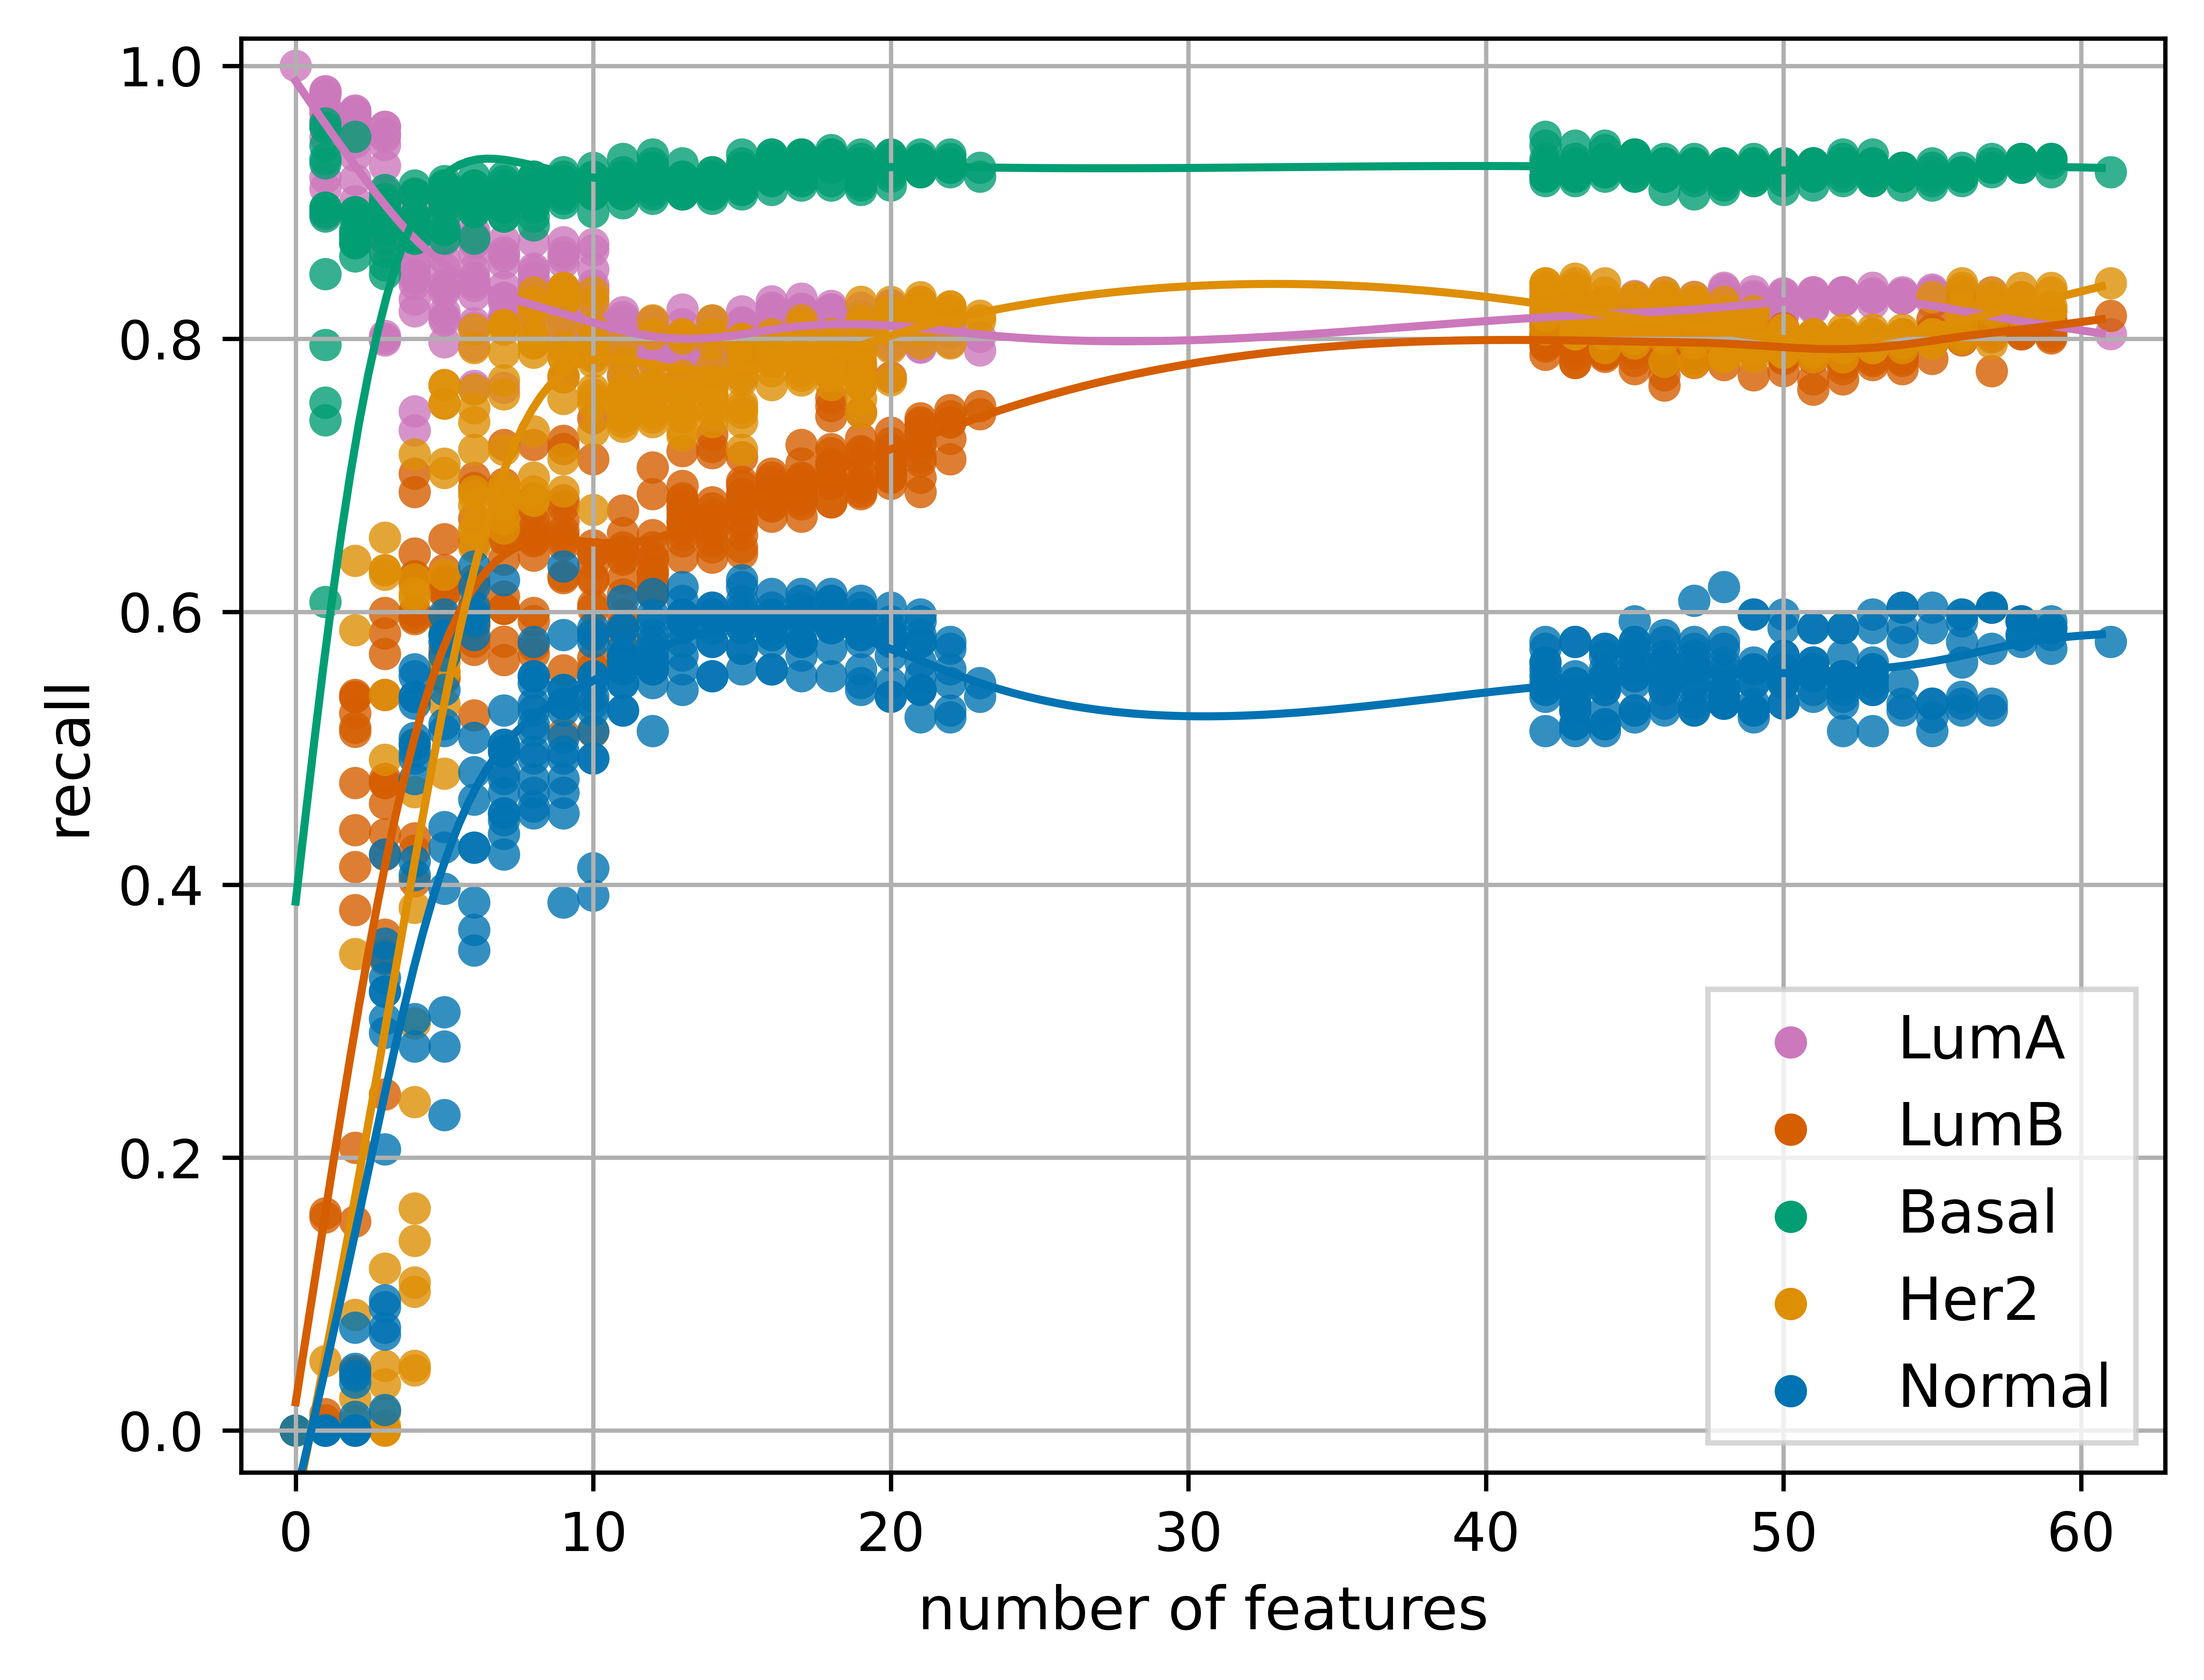 1.0
0.8
0.6
0.4
0.2
0.0
recall
0 10 20 30 40 50 60
number of features
LumA
LumB
Basal
Her2
Normal